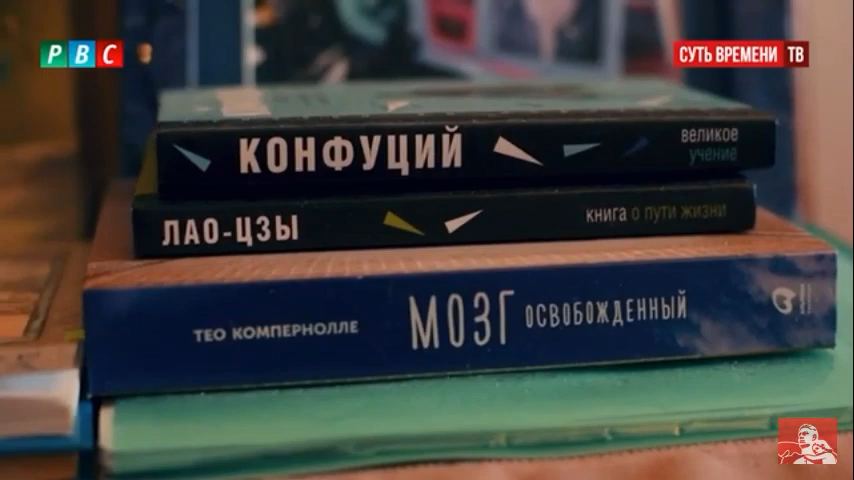 РВС
СУТЬ ВРЕМЕНИ ТВ
КОНФУЦИЙ
великое
учение
ЛАО-ЦЗЫ
книга о пути жизни
ТЕО КОМПЕРНОЛЛЕ
МОЗГ ОСВОБОЖДЕННЫЙ